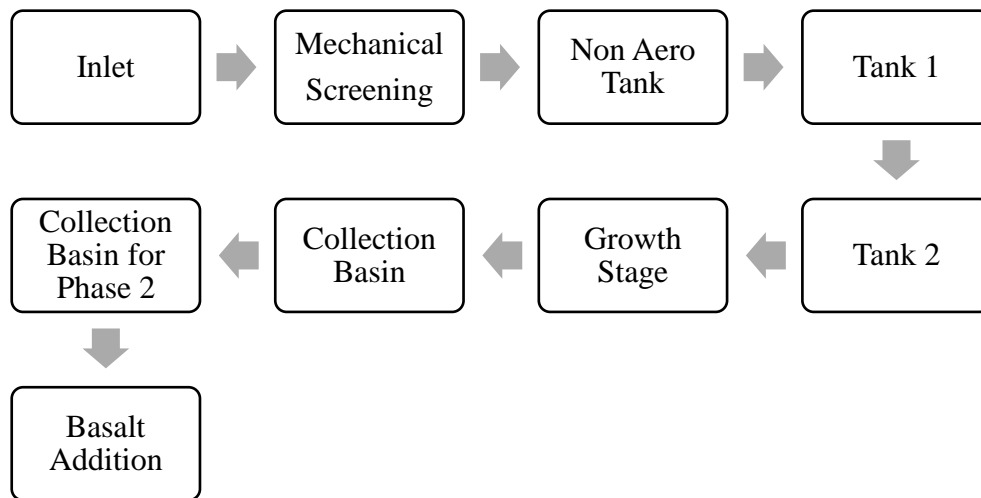 Inlet
Mechanical
Screening
Non Aero
Tank
Tank 1
Tank 2
Growth
Stage
Collection
Basin
Collection
Basin for
Phase 2
Basalt
Addition